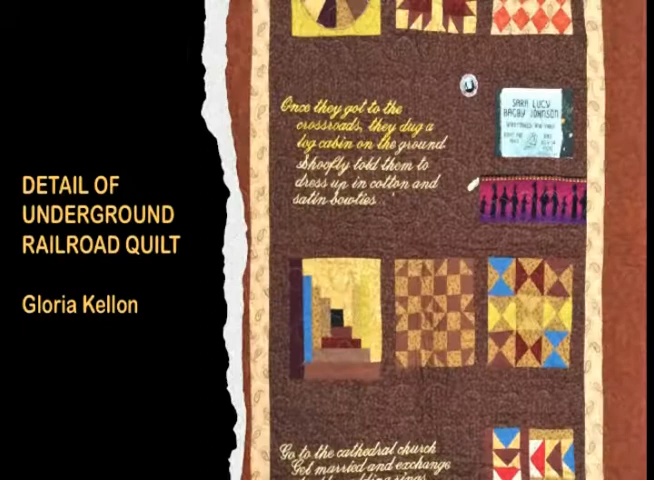 DETAIL OF
UNDERGROUND
RAILROAD QUILT
Gloria Kellon
Once they got to the
crossroads, they dug a
log cabin on the ground
shoofly told them to
dress up in cotton and
satin bowties.
SARA LUCY
BAGBY JOHNSON
Go to the cathedral church
Get married and exchange